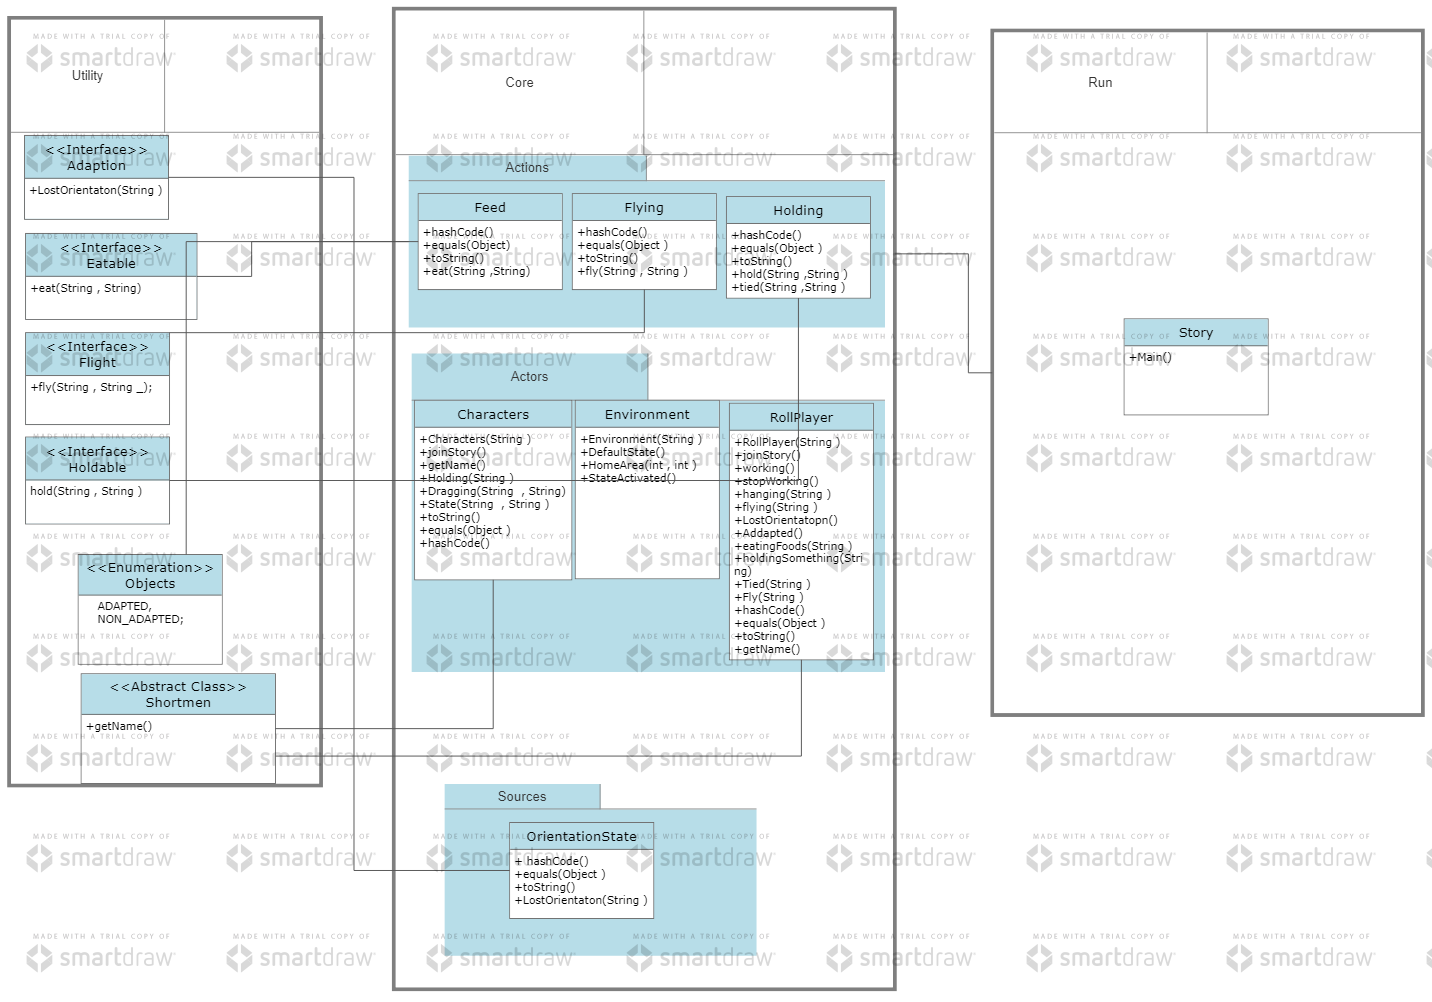 Utility
<<Interface>>
Adaption
+LostOrientaton(String )
<<Interface>>
Eatable
+eat(String , String)
<<Interface>>
Flight
+fly(String , String _);
<<Interface>>
Holdable
hold(String , String )
<<Enumeration>>
Objects
ADAPTED,
NON_ADAPTED;
<<Abstract Class>>
Shortmen
+getName()
Core
Actions
Feed
+hashCode()
+equals(Object)
+toString()
+eat(String ,String)
Flying
+hashCode()
+equals(Object )
+toString()
+fly(String , String )
Holding
+hashCode()
+equals(Object )
+toString()
+hold(String ,String )
+tied(String ,String )
Actors
Characters
+Characters(String )
+joinStory()
+getName()
+Holding(String )
+Dragging(String  , String)
+State(String  , String )
+toString()
+equals(Object )
+hashCode()
Environment
+Environment(String )
+DefaultState()
+HomeArea(int , int )
+StateActivated()
RollPlayer
+RollPlayer(String )
+joinStory()
+working()
+stopWorking()
+hanging(String )
+flying(String )
+LostOrientatopn()
+Addapted()
+eatingFoods(String )
+holdingSomething(Stri
ng)
+Tied(String )
+Fly(String )
+hashCode()
+equals(Object )
+toString()
+getName()
Sources
OrientationState
+ hashCode()
+equals(Object )
+toString()
+LostOrientaton(String )
Run
Story
+Main()
MADE WITH A TRIAL COPY OF
smartdraw